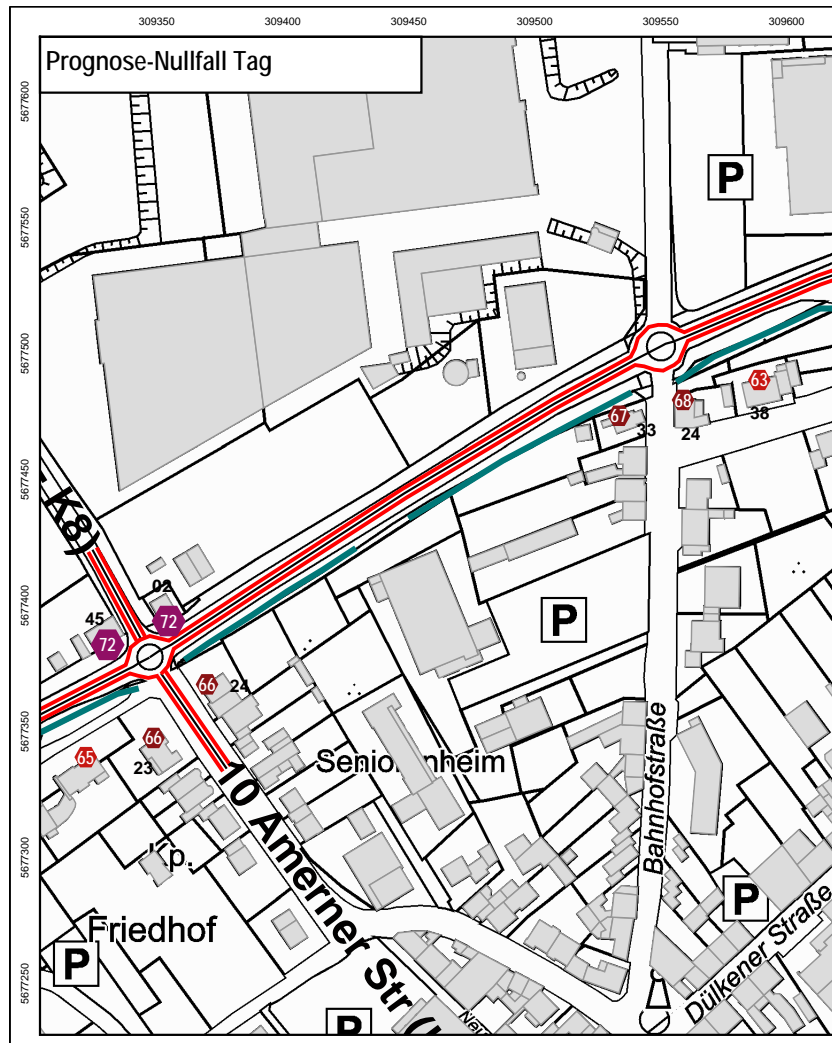 309350 309400 309450 309500 309550 309600
Prognose-Nullfall Tag
5677600
5677550
5677500
5677450
5677400
5677350
5677300
5677250
P
63
68
67
38
33
24
K8)
02
72
45
72
P
66
24
66
65
23
Seniorenheim
10 Amerner Str (
Bahnhofstraße
Kp.
Friedhof
P
P
Dülkener Straße
P